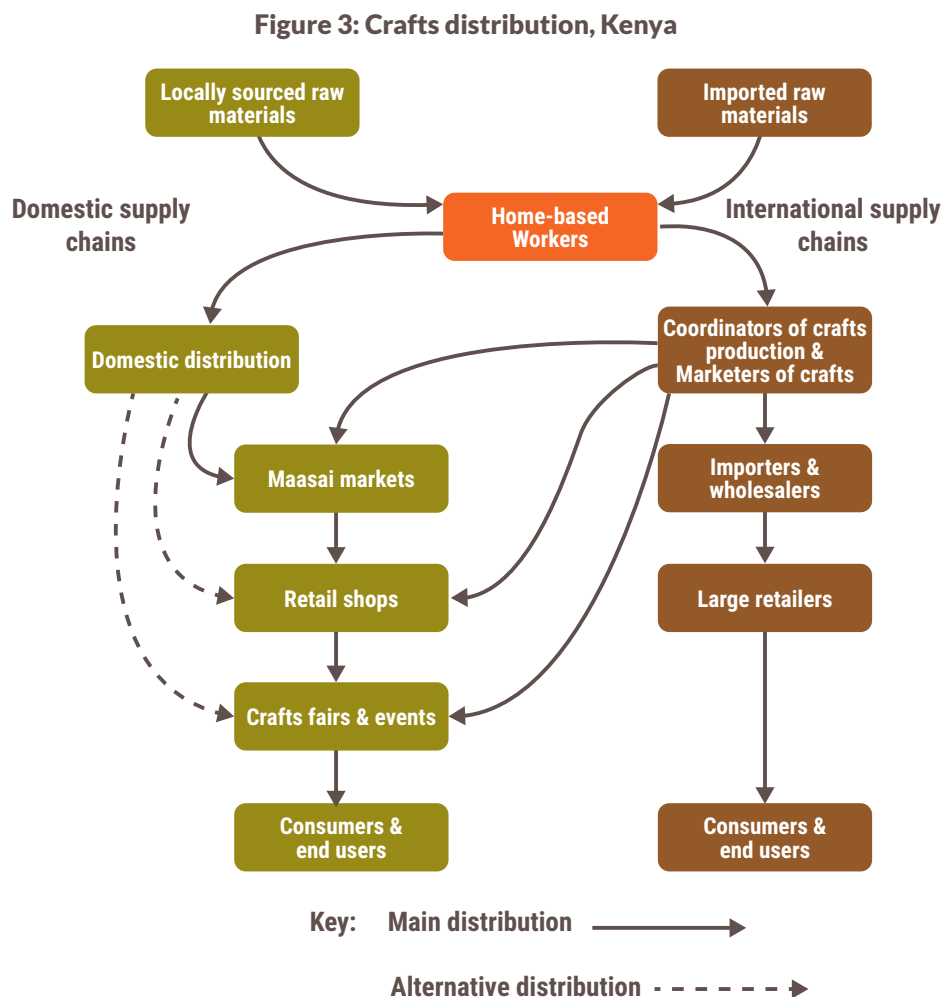 Figure 3: Crafts distribution, Kenya
Locally sourced raw
materials
Imported raw
materials
Domestic supply
chains
Home-based
Workers
International supply
chains
Domestic distribution
Coordinators of crafts
production &
Marketers of crafts
Maasai markets
Importers &
wholesalers
Retail shops
Large retailers
Crafts fairs & events
Consumers &
end users
Consumers &
end users
Key: Main distribution
Alternative distribution